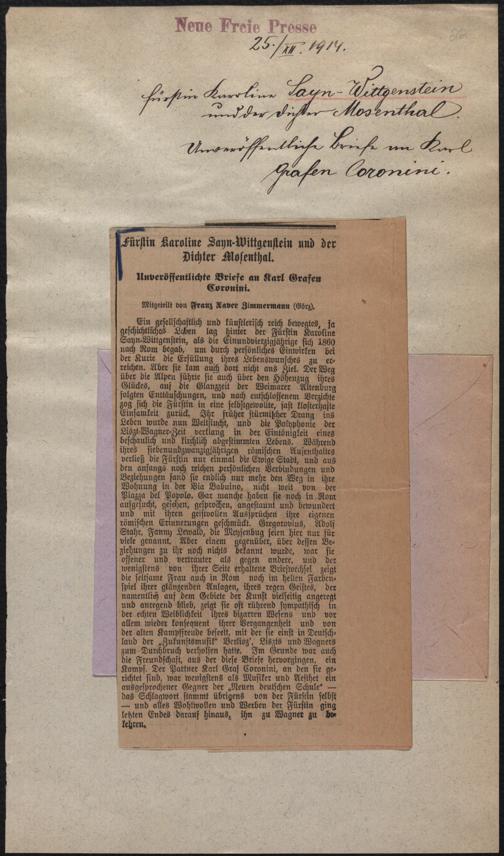 Neue Freie Presse
25./XII. 1914.
Fürstin Karoline Sayn-Wittgenstein
und der Dichter Mosenthal.
Unveröffentliche Briefe an Karl
Grafen Coronini.
Fürstin Karoline Sayn-Wittgenstein und der
Dichter Mosenthal.
Unveröffentlichte Briefe an Karl Grafen
Coronini.
Mitgeteilt von Franz Xaver Zimmermann (Görz).
Ein gesellschaftlich und künstlerisch reich bewegtes, ja
geschichtliches Leben lag hinter der Fürstin Karoline
Sayn-Wittgenstein, als die Einundvierzigjährige sich 1860
nach Rom begab, um durch persönliches Einwirken bei
der Kurie die Erfüllung ihres Lebenswunsches zu er-
reichen. Aber sie kam auch dort nicht ans Ziel. Der Weg
über die Alpen führte sie auch über den Höhenzug ihres
Glückes, auf die Glanzzeit der Weimarer Altenburg
folgten Enttäuschungen, und nach entschlossenem Verzichte
zog sich die Fürstin in eine selbstgewollte, fast klosterhafte
Einsamkeit zurück. Ihr früher stürmischer Drang ins
Leben wurde nun Weltflucht, und die Polyphonie der
Liszt-Wagner-Zeit verklang in der Eintönigkeit eines
beschaulich und kirchlich abgestimmten Lebens. Während
ihres siebenundzwanzigjährigen römischen Aufenthaltes
verließ die Fürstin nur einmal die Ewige Stadt, und aus
den anfangs noch reichen persönlichen Verbindungen und
Beziehungen fand sie endlich nur mehr den Weg in ihre
Wohnung in der Via Babuino, nicht weit von der
Piazza del Popolo. Gar manche haben sie noch in Rom
aufgesucht, gesehen, gesprochen, angestaunt und bewundert
und mit ihren geistvollen Aussprüchen ihre eigenen
römischen Erinnerungen geschmückt. Gregorovius, Adolf
Stahr, Fanny Lewald, die Meysenbug seien hier nur für
viele genannt. Aber einem gegenüber, über dessen Be-
ziehungen zu ihr noch nichts bekannt wurde, war sie
offener und vertrauter als gegen andere, und der
wenigstens von ihrer Seite erhaltene Briefwechsel zeigt
die seltsame Frau auch in Rom noch im hellen Farben-
spiel ihrer glänzenden Anlagen, ihres regen Geistes, der
namentlich auf dem Gebiete der Kunst vielseitig angeregt
und anregend blieb, zeigt sie oft rührend sympathisch in
der echten Weiblichkeit ihres bizarren Wesens und vor
allem wieder konsequent ihrer Vergangenheit und von
der alten Kampfreude beseelt, mit der sie einst in Deutsch-
land der „Zukunftsmusik" Berlioz', Liszts und Wagners
zum Durchbruch verholfen hatte. Im Grunde war auch
die Freundschaft, aus der diese Briefe hervorgingen, ein
Kampf. Der Partner Karl Graf Coronini, an den sie ge-
richtet sind, war wenigstens als Musiker und Aesthet ein
ausgesprochener Gegner der „Neuen deutschen Schule" —
das Schlagwort stammt übrigens von der Fürstin selbst
— und alles Wohlwollen und Werben der Fürstin ging
letzten Endes darauf hinaus, ihn zu Wagner zu be-
kehren.